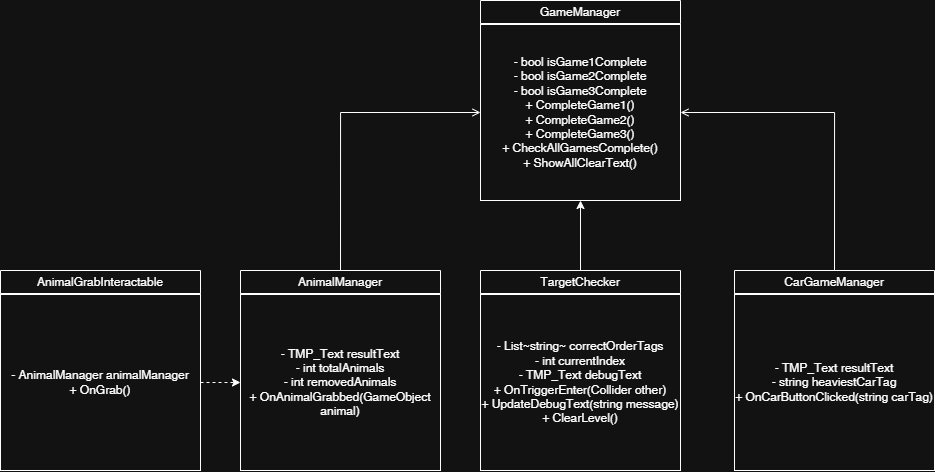 GameManager
- bool isGame1Complete
- bool isGame2Complete
- bool isGame3Complete
+ CompleteGame1()
+ CompleteGame2()
+ CompleteGame3()
+ CheckAllGamesComplete()
+ ShowAllClearText()
AnimalGrabInteractable
- AnimalManager animalManager
+ OnGrab()
AnimalManager
- TMP_Text resultText
- int totalAnimals
- int removedAnimals
+ OnAnimalGrabbed(GameObject
animal)
TargetChecker
- List~string~ correctOrderTags
- int currentIndex
- TMP_Text debugText
+ OnTriggerEnter(Collider other)
+ UpdateDebugText(string message)
+ ClearLevel()
CarGameManager
- TMP_Text resultText
- string heaviestCarTag
+ OnCarButtonClicked(string carTag)